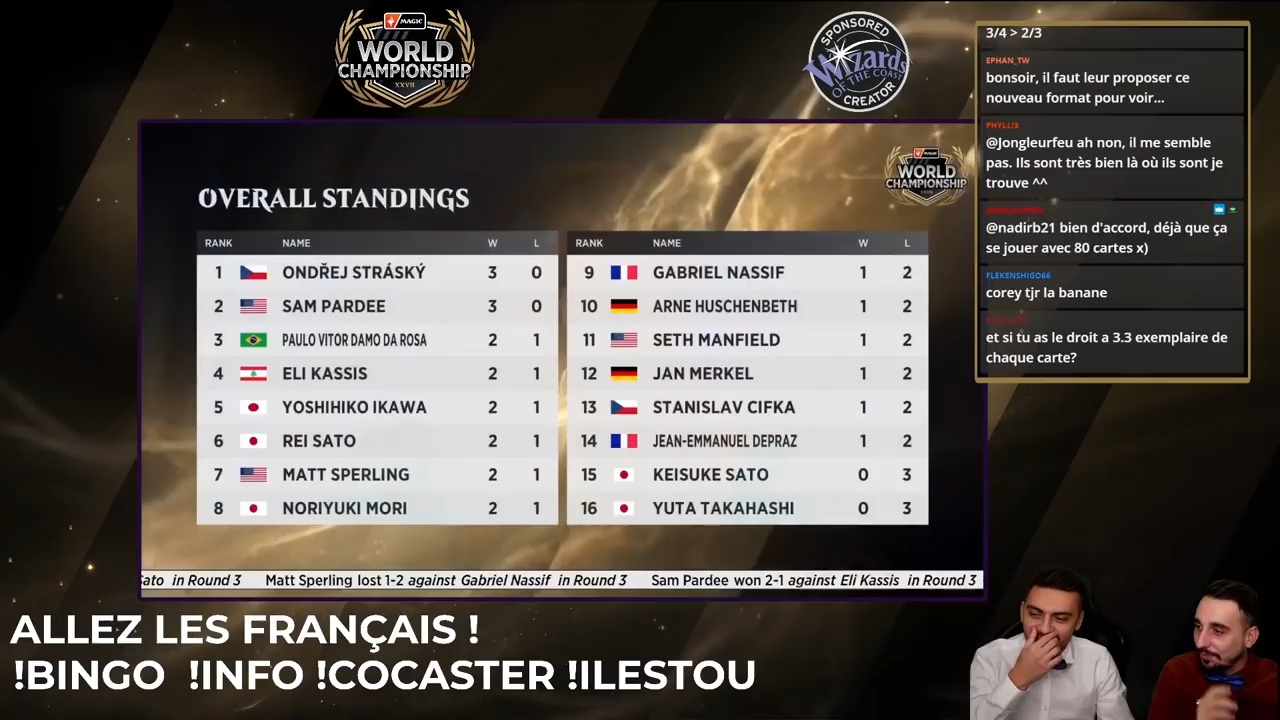 MAGIC
WORLD
CHAMPIONSHIP
XXVII
SPONSORED
Wizards
OF THE COAST
CREATOR
3/4 > 2/3
EPHAN_TW
bonsoir, il faut leur proposer ce
nouveau format pour voir...
PHYLLIS
@Jongleurfeu ah non, il me semble
pas. Ils sont très bien là où ils sont je
trouve ^^
@nadirb21 bien d'accord, déjà que ça
se jouer avec 80 cartes x)
FLEKENSHIGO66
corey tjr la banane
et si tu as le droit a 3.3 exemplaire de
chaque carte?
MAGIC
WORLD
CHAMPIONSHIP
OVERALL STANDINGS
RANK NAME W L
1 ONDŘEJ STRÁSKÝ 3 0
2 SAM PARDEE 3 0
3 PAULO VITOR DAMO DA ROSA 2 1
4 ELI KASSIS 2 1
5 YOSHIHIKO IKAWA 2 1
6 REI SATO 2 1
7 MATT SPERLING 2 1
8 NORIYUKI MORI 2 1
RANK NAME W L
9 GABRIEL NASSIF 1 2
10 ARNE HUSCHENBETH 1 2
11 SETH MANFIELD 1 2
12 JAN MERKEL 1 2
13 STANISLAV CIFKA 1 2
14 JEAN-EMMANUEL DEPRAZ 1 2
15 KEISUKE SATO 0 3
16 YUTA TAKAHASHI 0 3
Sato in Round 3 Matt Sperling lost 1-2 against Gabriel Nassif in Round 3 Sam Pardee won 2-1 against Eli Kassis in Round 3
ALLEZ LES FRANÇAIS !
!BINGO !INFO !COCASTER !ILESTOU